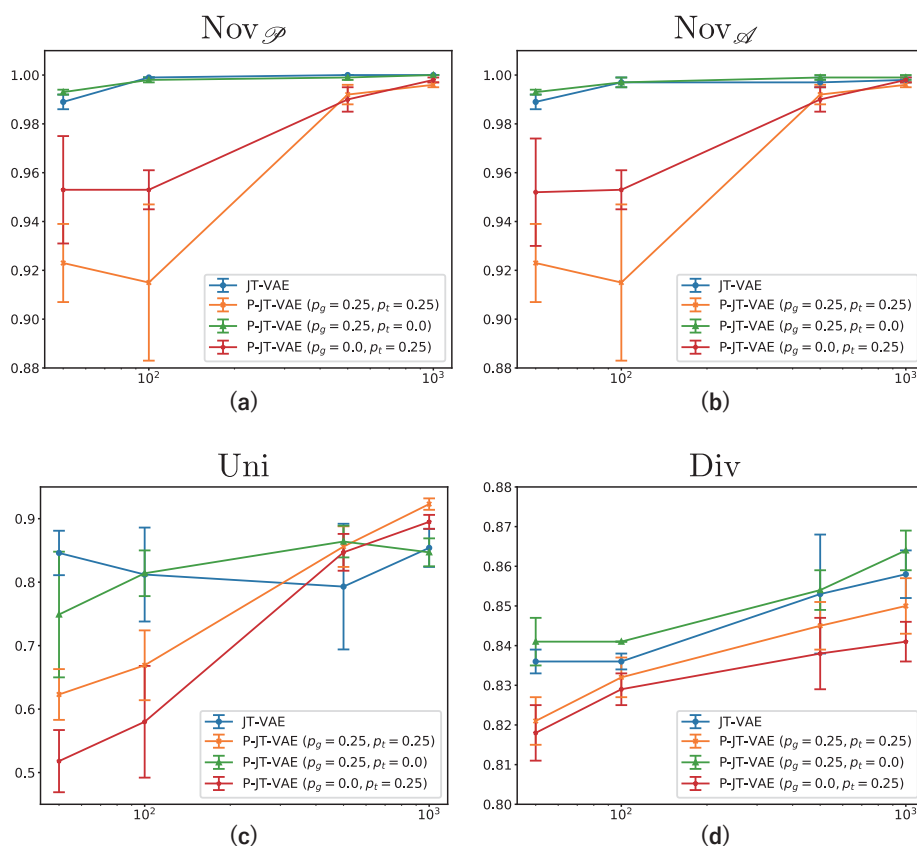 Nov𝒫
Nov𝒜
1.00
0.98
0.96
0.94
0.92
0.90
0.88
10²
10³
JT-VAE
P-JT-VAE (p_g = 0.25, p_t = 0.25)
P-JT-VAE (p_g = 0.25, p_t = 0.0)
P-JT-VAE (p_g = 0.0, p_t = 0.25)
(a)
1.00
0.98
0.96
0.94
0.92
0.90
0.88
10²
10³
JT-VAE
P-JT-VAE (p_g = 0.25, p_t = 0.25)
P-JT-VAE (p_g = 0.25, p_t = 0.0)
P-JT-VAE (p_g = 0.0, p_t = 0.25)
(b)
Uni
0.9
0.8
0.7
0.6
0.5
10²
10³
JT-VAE
P-JT-VAE (p_g = 0.25, p_t = 0.25)
P-JT-VAE (p_g = 0.25, p_t = 0.0)
P-JT-VAE (p_g = 0.0, p_t = 0.25)
(c)
Div
0.88
0.87
0.86
0.85
0.84
0.83
0.82
0.81
0.80
10²
10³
JT-VAE
P-JT-VAE (p_g = 0.25, p_t = 0.25)
P-JT-VAE (p_g = 0.25, p_t = 0.0)
P-JT-VAE (p_g = 0.0, p_t = 0.25)
(d)